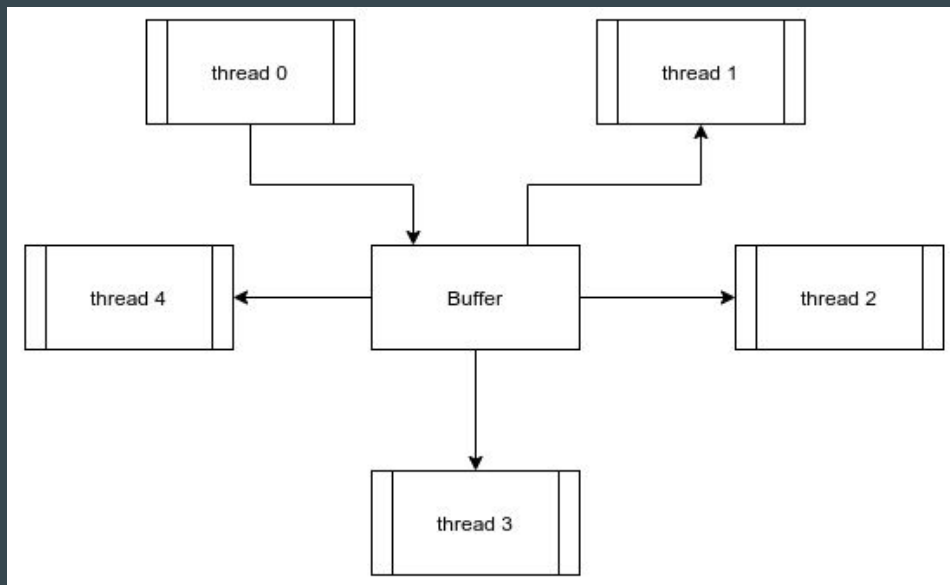 thread 0
thread 1
thread 4
Buffer
thread 2
thread 3